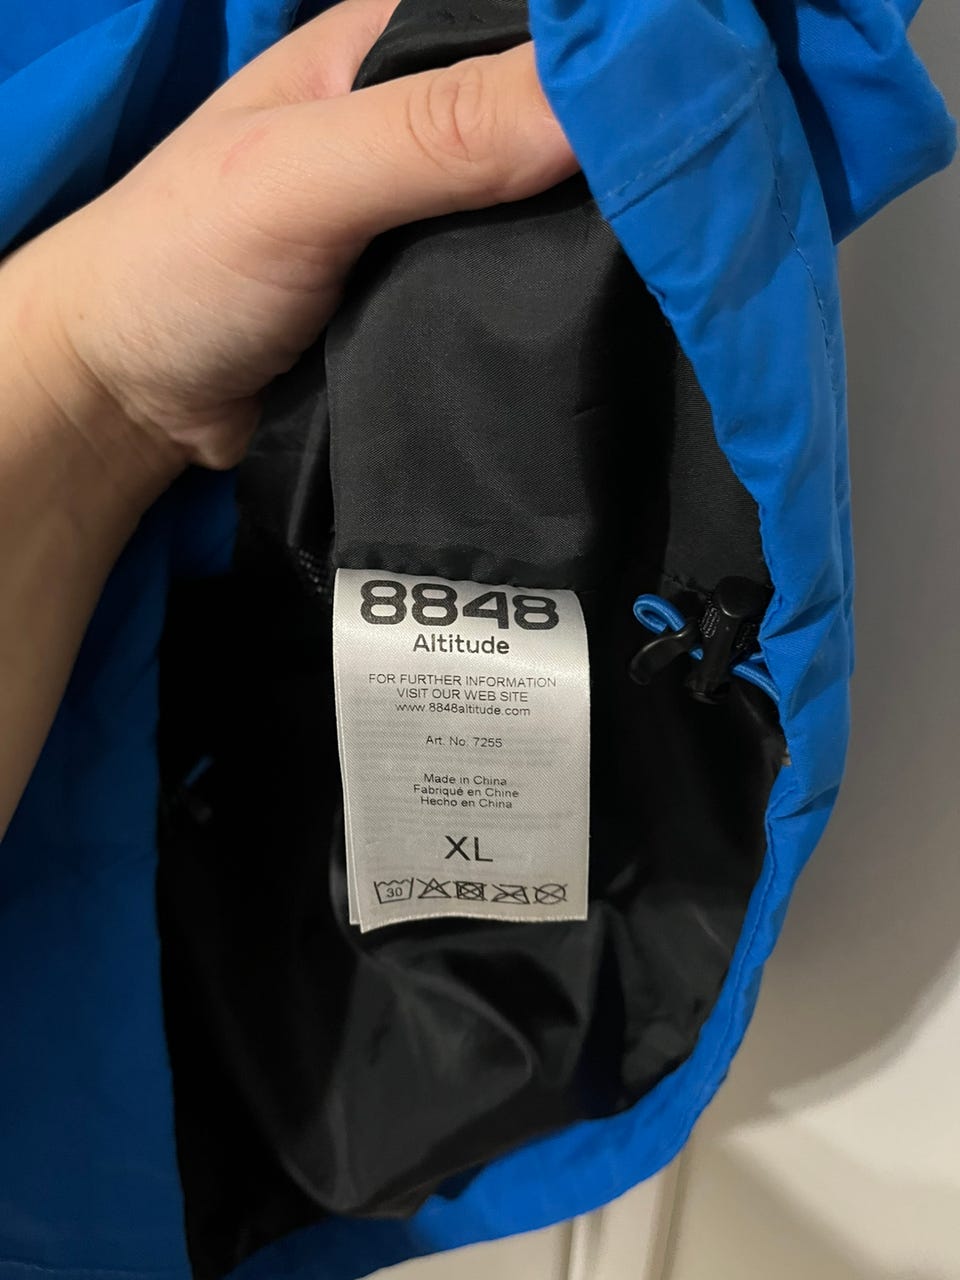 8848
Altitude
FOR FURTHER INFORMATION
VISIT OUR WEB SITE
www.8848altitude.com
Art. No. 7255
Made in China
Fabriqué en Chine
Hecho en China
XL
30